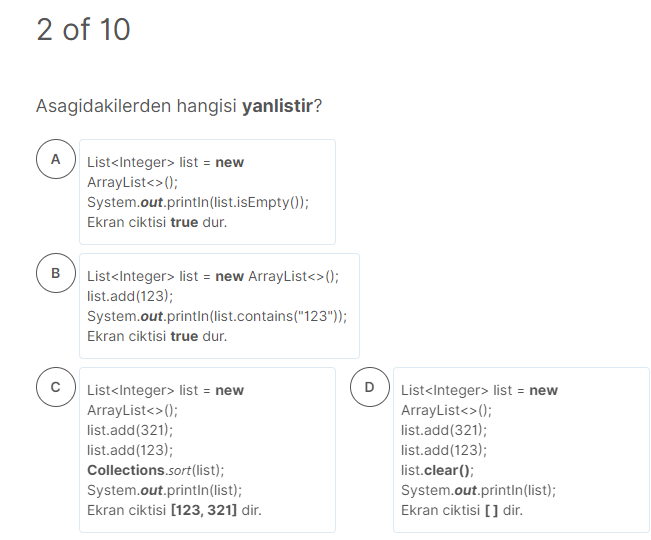 2 of 10
Asagidakilerden hangisi yanlistir?
A
List<Integer> list = new
ArrayList<>();
System.out.println(list.isEmpty());
Ekran ciktisi true dur.
B
List<Integer> list = new ArrayList<>();
list.add(123);
System.out.println(list.contains("123"));
Ekran ciktisi true dur.
C
List<Integer> list = new
ArrayList<>();
list.add(321);
list.add(123);
Collections.sort(list);
System.out.println(list);
Ekran ciktisi [123, 321] dir.
D
List<Integer> list = new
ArrayList<>();
list.add(321);
list.add(123);
list.clear();
System.out.println(list);
Ekran ciktisi [ ] dir.